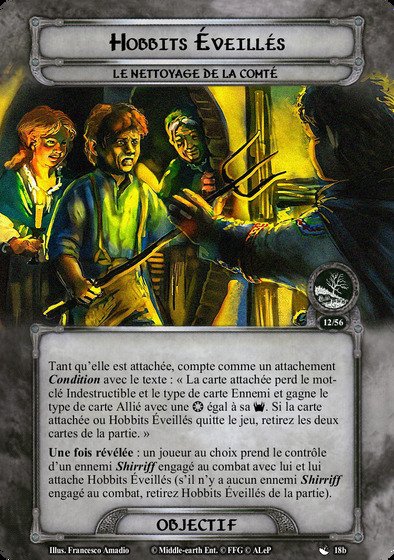 Hobbits Éveillés
Le Nettoyage de la Comté
12/56
Tant qu'elle est attachée, compte comme un attachement
Condition avec le texte : « La carte attachée perd le mot-
clé Indestructible et le type de carte Ennemi et gagne le
type de carte Allié avec une égal à sa . Si la carte
attachée ou Hobbits Éveillés quitte le jeu, retirez les deux
cartes de la partie. »
Une fois révélée : un joueur au choix prend le contrôle
d'un ennemi Shirriff engagé au combat avec lui et lui
attache Hobbits Éveillés (s'il n'y a aucun ennemi Shirriff
engagé au combat, retirez Hobbits Éveillés de la partie).
Objectif
Illus. Francesco Amadio
© Middle-earth Ent. © FFG © ALeP
18b